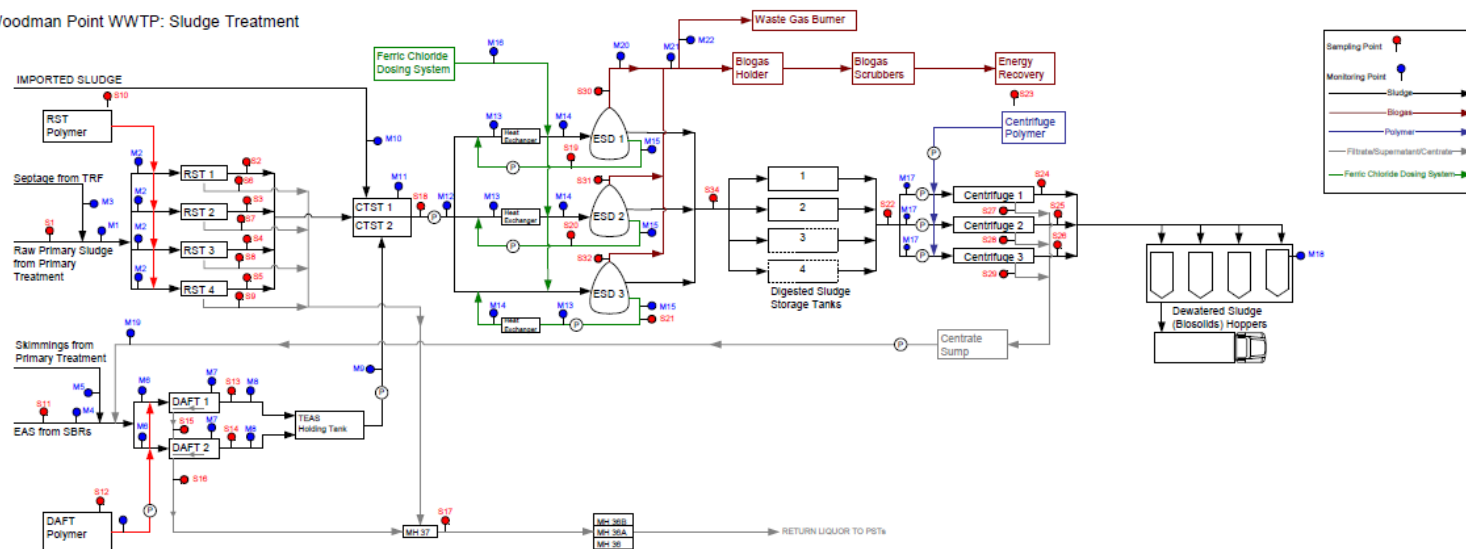 Woodman Point WWTP: Sludge Treatment
Waste Gas Burner
M16
M20
M21
M22
Sampling Point
Monitoring Point
Sludge
Biogas
Polymer
Filtrate/Supernatant/Centrate
Ferric Chloride Dosing System
Ferric Chloride
Dosing System
Biogas
Holder
Biogas
Scrubbers
Energy
Recovery
IMPORTED SLUDGE
S10
RST
Polymer
S30
S23
Centrifuge
Polymer
M10
M13
Heat
Exchanger
M14
ESD 1
M15
S19
P
P
M2
RST 1
S2
S6
Septage from TRF
M3
M2
RST 2
S3
S7
S1
M1
Raw Primary Sludge
from Primary
Treatment
M2
RST 3
S4
S8
M2
RST 4
S5
S9
M11
CTST 1
CTST 2
S18
P
M12
S31
M13
Heat
Exchanger
M14
ESD 2
M15
S20
P
S32
ESD 3
M14
Heat
Exchanger
M13
P
M15
S21
S34
1
2
3
4
Digested Sludge
Storage Tanks
S22
M17
P
Centrifuge 1
S24
S27
M17
P
Centrifuge 2
S25
S28
M17
P
Centrifuge 3
S26
S29
M18
Dewatered Sludge
(Biosolids) Hoppers
Centrate
Sump
P
M19
Skimmings from
Primary Treatment
M5
S11
M4
EAS from SBRs
M6
DAFT 1
M7
S13
M8
S15
M6
DAFT 2
M7
S14
M8
TEAS
Holding Tank
M9
P
S16
S12
DAFT
Polymer
P
MH 37
S17
MH 36B
MH 36A
MH 36
RETURN LIQUOR TO PSTs